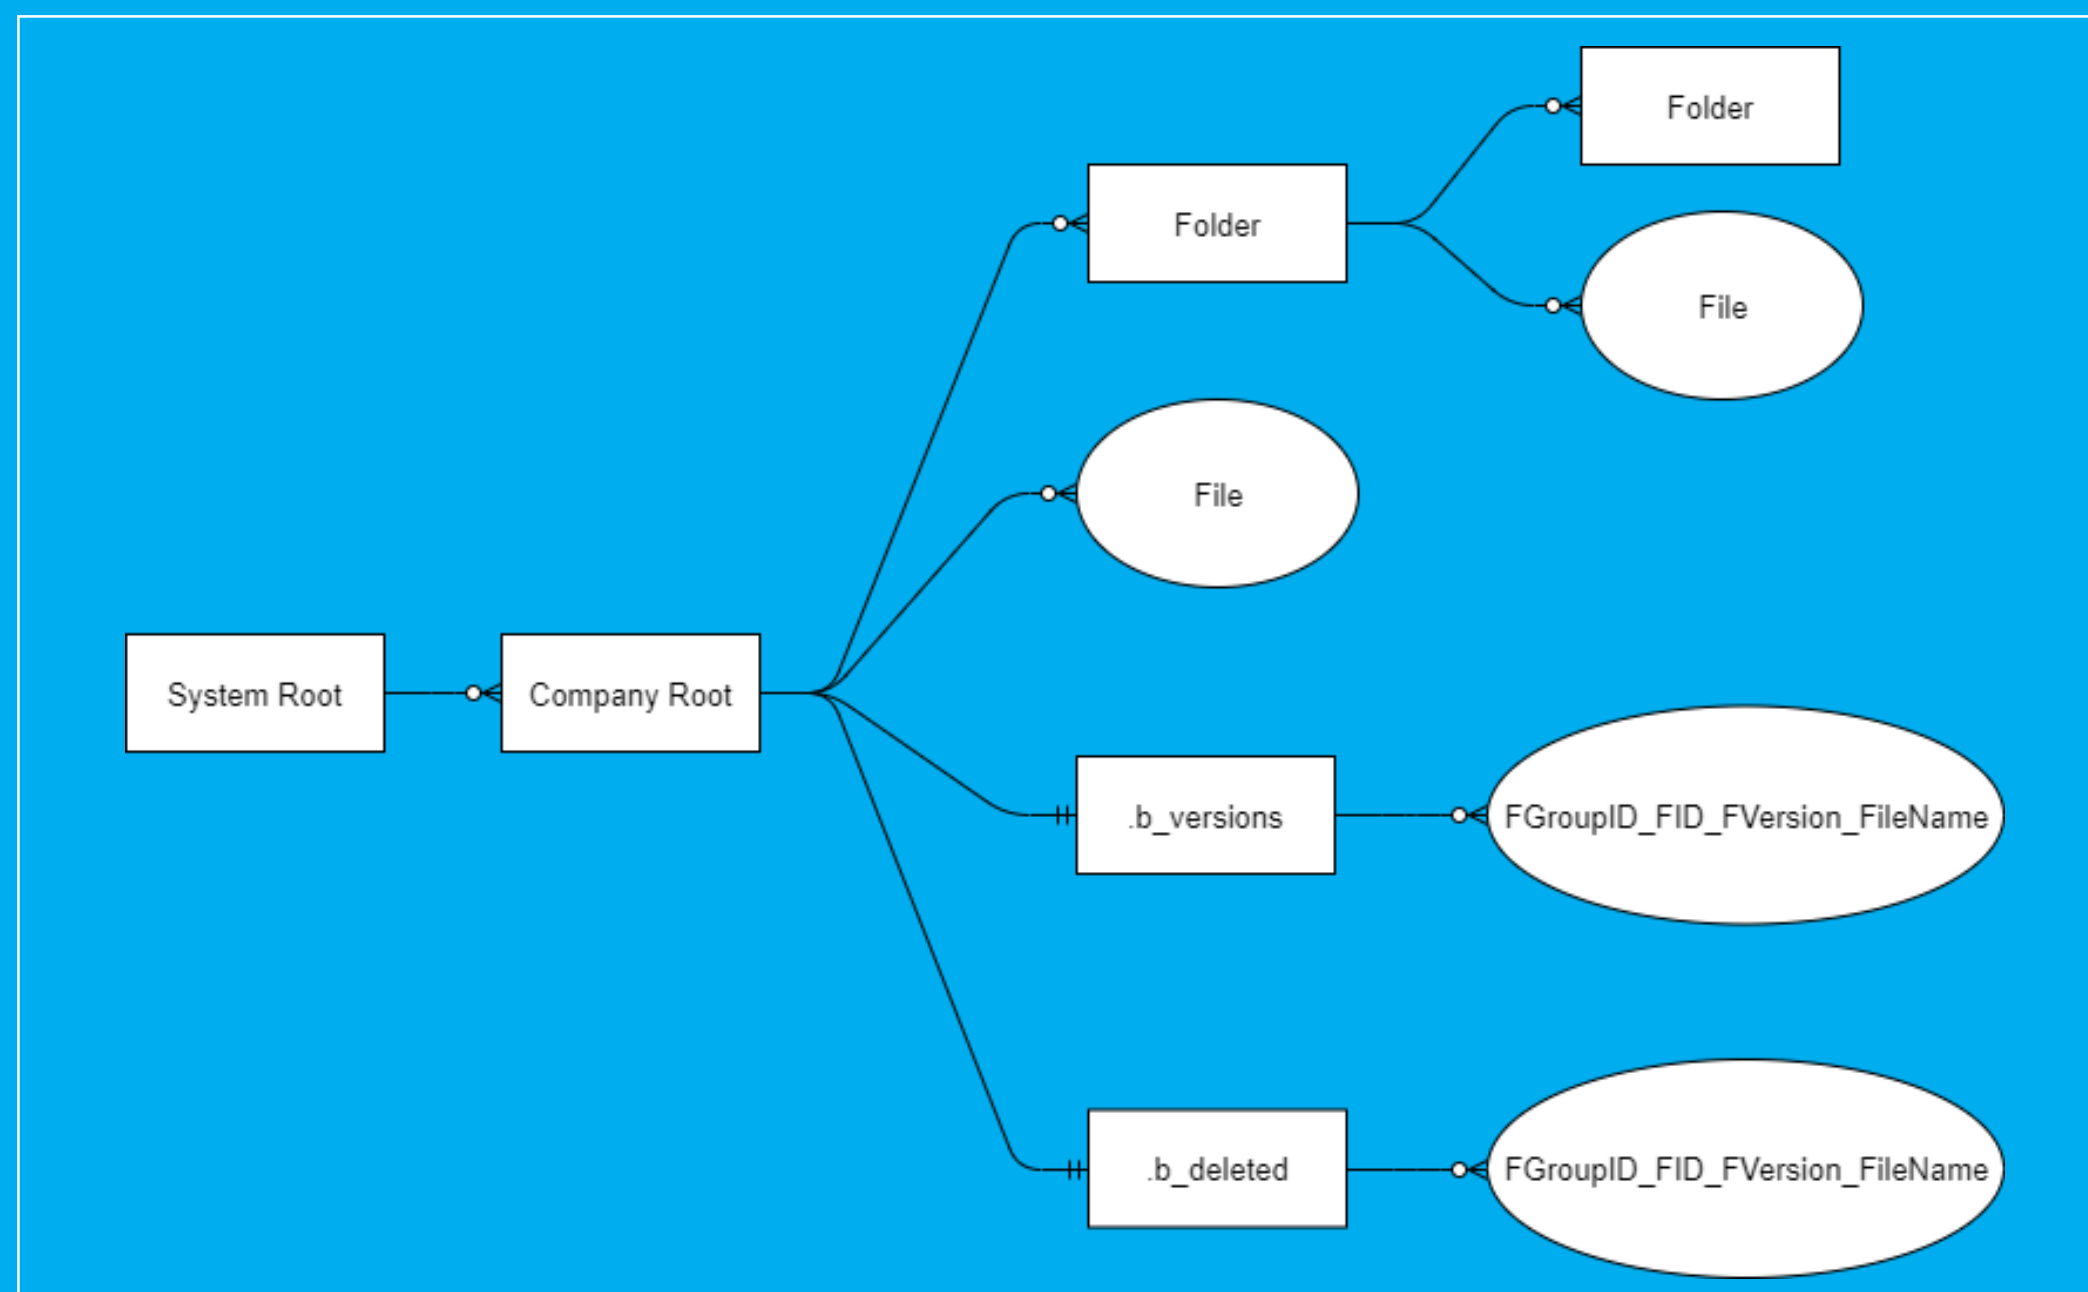 Folder
Folder
File
File
System Root
Company Root
.b_versions
FGroupID_FID_FVersion_FileName
.b_deleted
FGroupID_FID_FVersion_FileName